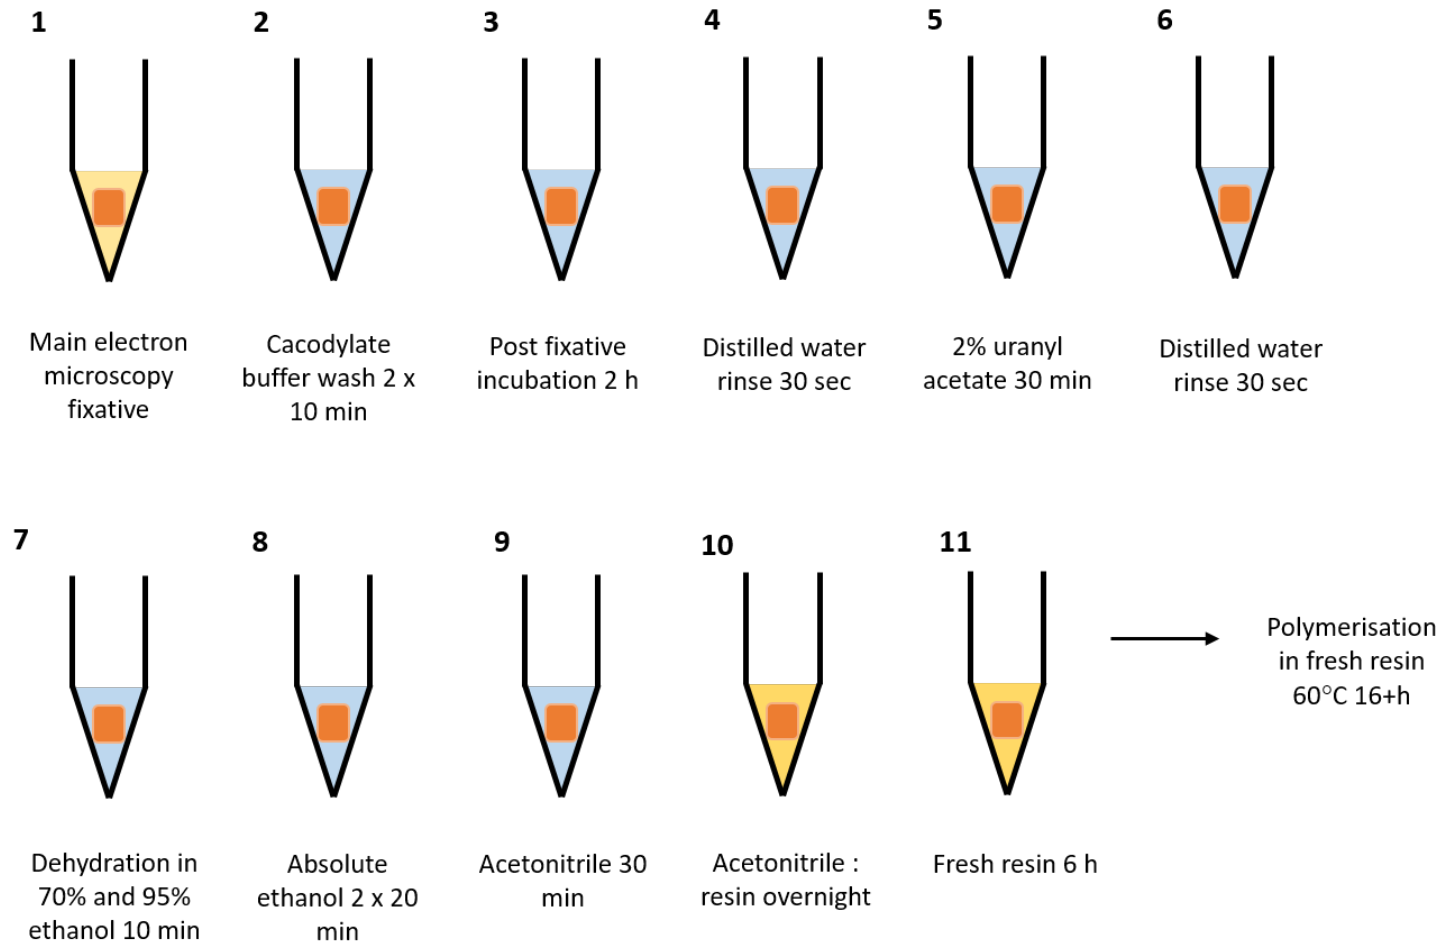 1
2
3
4
5
6
Main electron
microscopy
fixative
Cacodylate
buffer wash 2 x
10 min
Post fixative
incubation 2 h
Distilled water
rinse 30 sec
2% uranyl
acetate 30 min
Distilled water
rinse 30 sec
7
8
9
10
11
Polymerisation
in fresh resin
60°C 16+h
Dehydration in
70% and 95%
ethanol 10 min
Absolute
ethanol 2 x 20
min
Acetonitrile 30
min
Acetonitrile :
resin overnight
Fresh resin 6 h